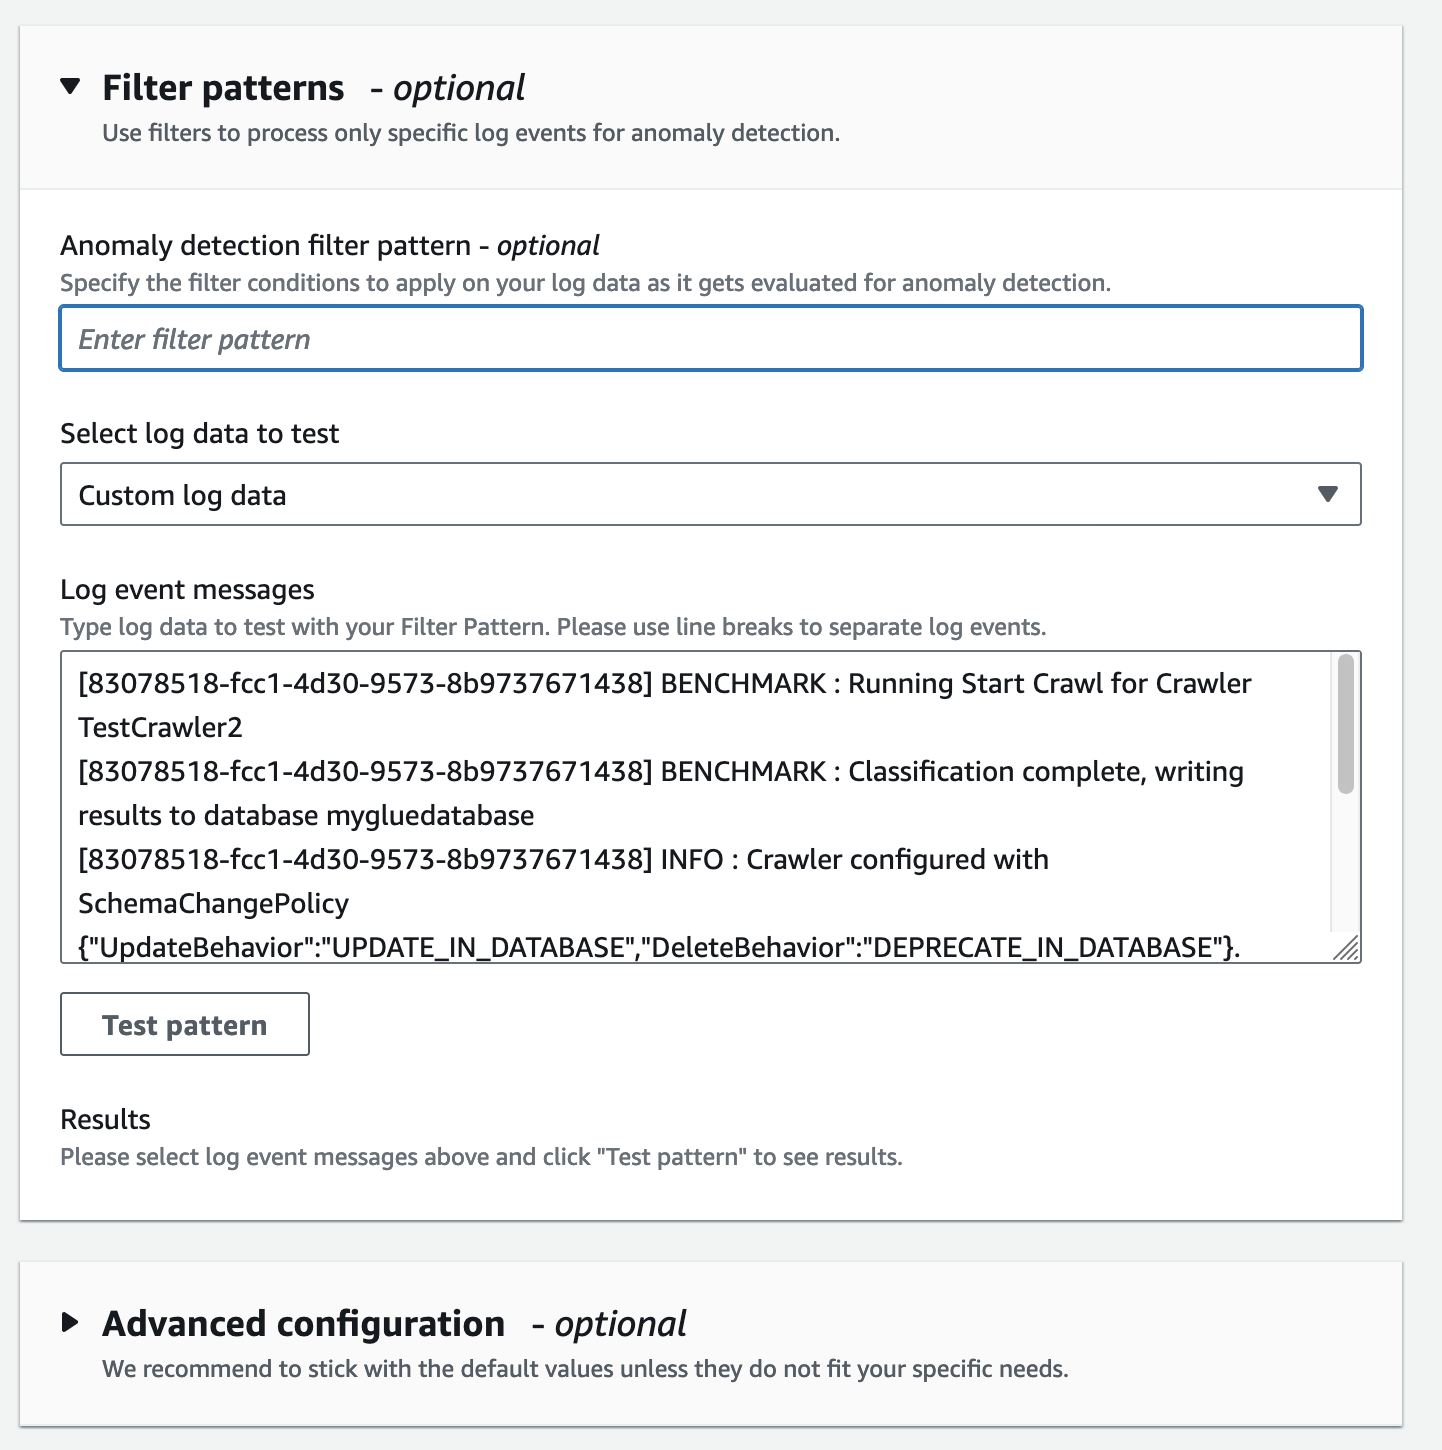 Filter patterns - optional
Use filters to process only specific log events for anomaly detection.
Anomaly detection filter pattern - optional
Specify the filter conditions to apply on your log data as it gets evaluated for anomaly detection.
Enter filter pattern
Select log data to test
Custom log data
Log event messages
Type log data to test with your Filter Pattern. Please use line breaks to separate log events.
[83078518-fcc1-4d30-9573-8b9737671438] BENCHMARK : Running Start Crawl for Crawler
TestCrawler2
[83078518-fcc1-4d30-9573-8b9737671438] BENCHMARK : Classification complete, writing
results to database mygluedatabase
[83078518-fcc1-4d30-9573-8b9737671438] INFO : Crawler configured with
SchemaChangePolicy
{"UpdateBehavior":"UPDATE_IN_DATABASE","DeleteBehavior":"DEPRECATE_IN_DATABASE"}.
Test pattern
Results
Please select log event messages above and click "Test pattern" to see results.
Advanced configuration - optional
We recommend to stick with the default values unless they do not fit your specific needs.